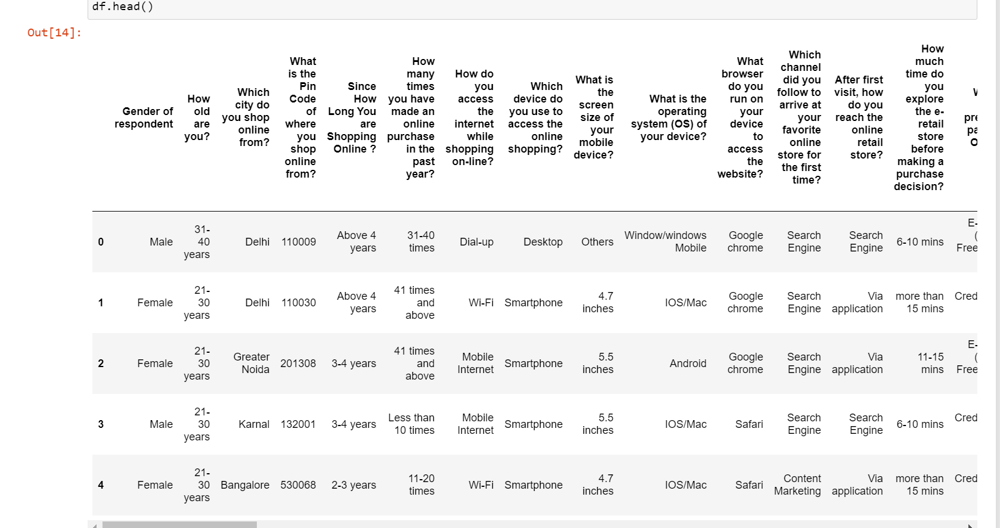 df.head()
Out[14]:
Gender of respondent
How old are you?
Which city do you shop online from?
What is the Pin Code of where you shop online from?
Since How Long You are Shopping Online ?
How many times you have made an online purchase in the past year?
How do you access the internet while shopping on-line?
Which device do you use to access the online shopping?
What is the screen size of your mobile device?
What is the operating system (OS) of your device?
What browser do you run on your device to access the website?
Which channel did you follow to arrive at your favorite online store for the first time?
After first visit, how do you reach the online retail store?
How much time do you explore the e-retail store before making a purchase decision?
0 Male 31-40 years Delhi 110009 Above 4 years 31-40 times Dial-up Desktop Others Window/windows Mobile Google chrome Search Engine Search Engine 6-10 mins E- ( Free
1 Female 21-30 years Delhi 110030 Above 4 years 41 times and above Wi-Fi Smartphone 4.7 inches IOS/Mac Google chrome Search Engine Via application more than 15 mins Cred
2 Female 21-30 years Greater Noida 201308 3-4 years 41 times and above Mobile Internet Smartphone 5.5 inches Android Google chrome Search Engine Via application 11-15 mins E- ( Free
3 Male 21-30 years Karnal 132001 3-4 years Less than 10 times Mobile Internet Smartphone 5.5 inches IOS/Mac Safari Search Engine Search Engine 6-10 mins Cred
4 Female 21-30 years Bangalore 530068 2-3 years 11-20 times Wi-Fi Smartphone 4.7 inches IOS/Mac Safari Content Marketing Via application more than 15 mins Cred